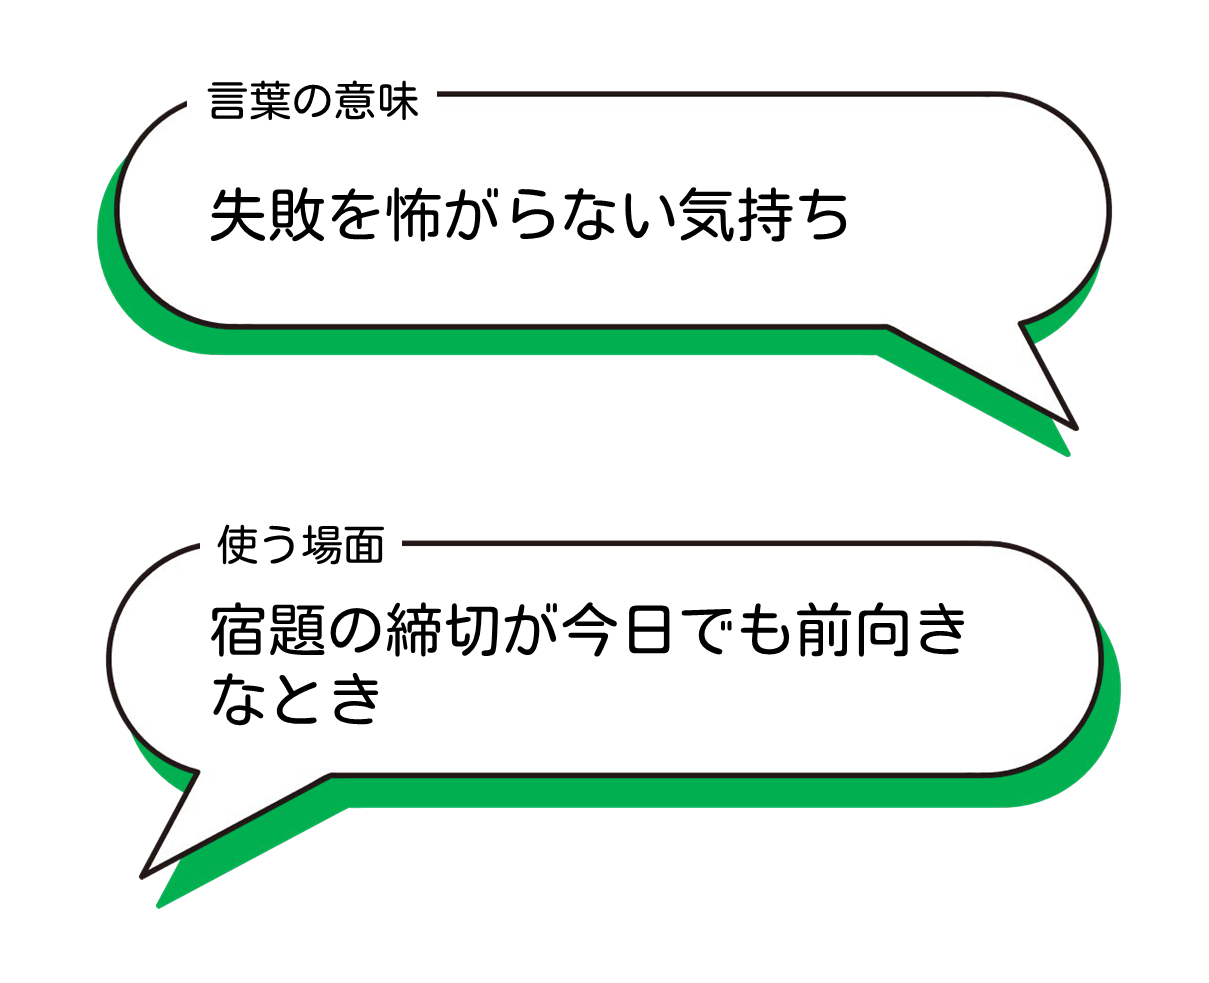 言葉の意味
失敗を怖がらない気持ち
使う場面
宿題の締切が今日でも前向き
なとき